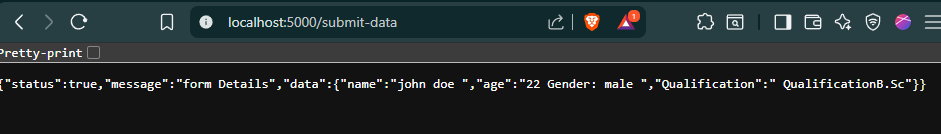 localhost:5000/submit-data
1
Pretty-print
{"status":true,"message":"form Details","data":{"name":"john doe ","age":"22 Gender: male ","Qualification":" QualificationB.Sc"}}